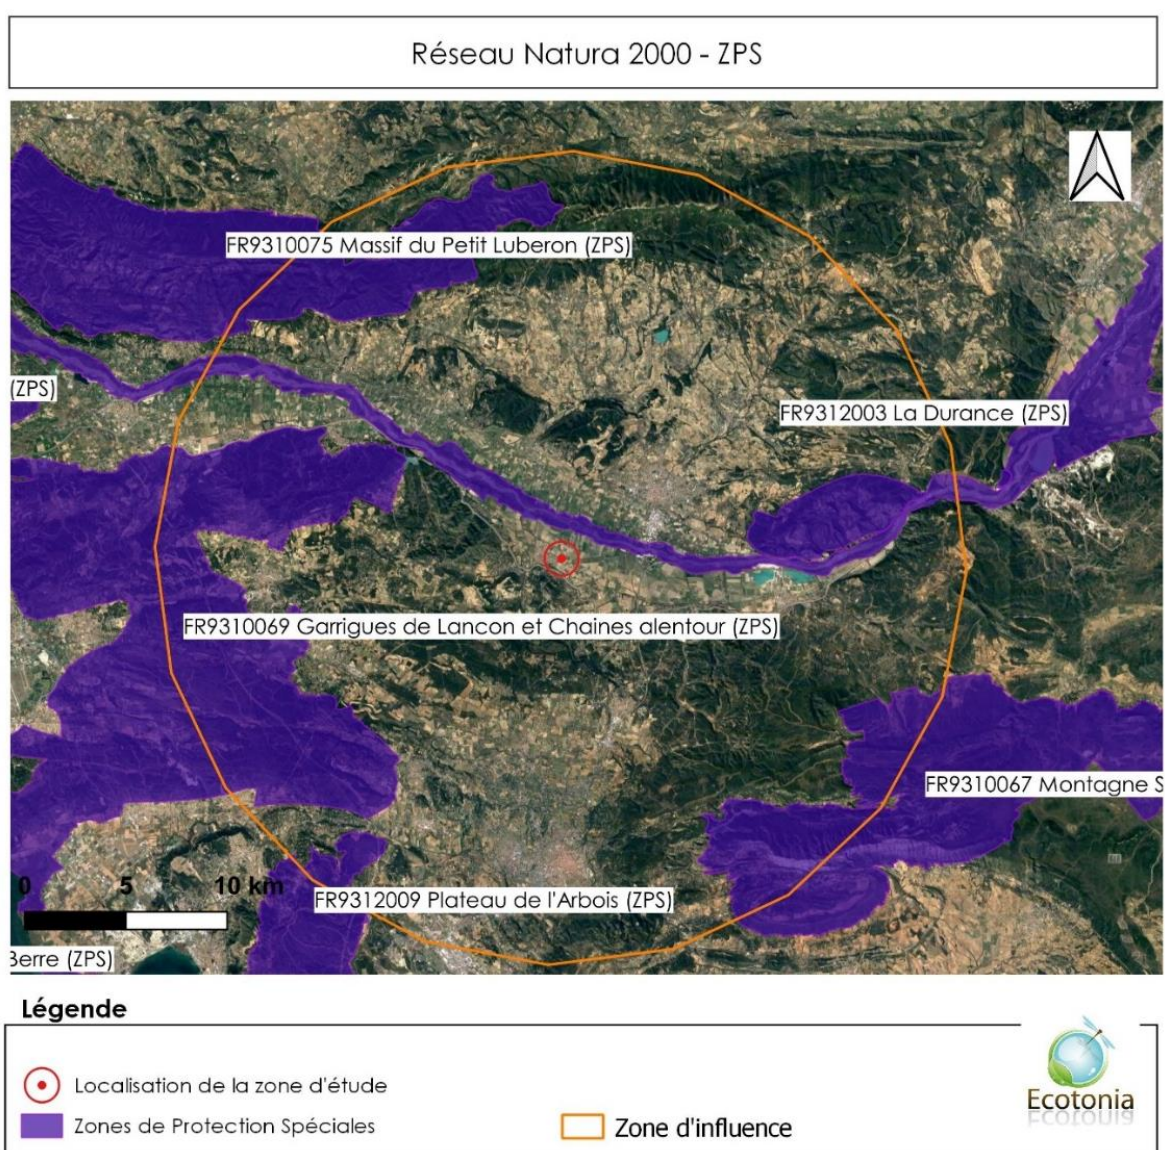 Réseau Natura 2000 - ZPS
FR9310075 Massif du Petit Luberon (ZPS)
(ZPS)
FR9312003 La Durance (ZPS)
FR9310069 Garrigues de Lancon et Chaines alentour (ZPS)
FR9310067 Montagne S
0 5 10 km
FR9312009 Plateau de l'Arbois (ZPS)
Berre (ZPS)
Légende
Localisation de la zone d'étude
Zones de Protection Spéciales
Zone d'influence
Ecotonia